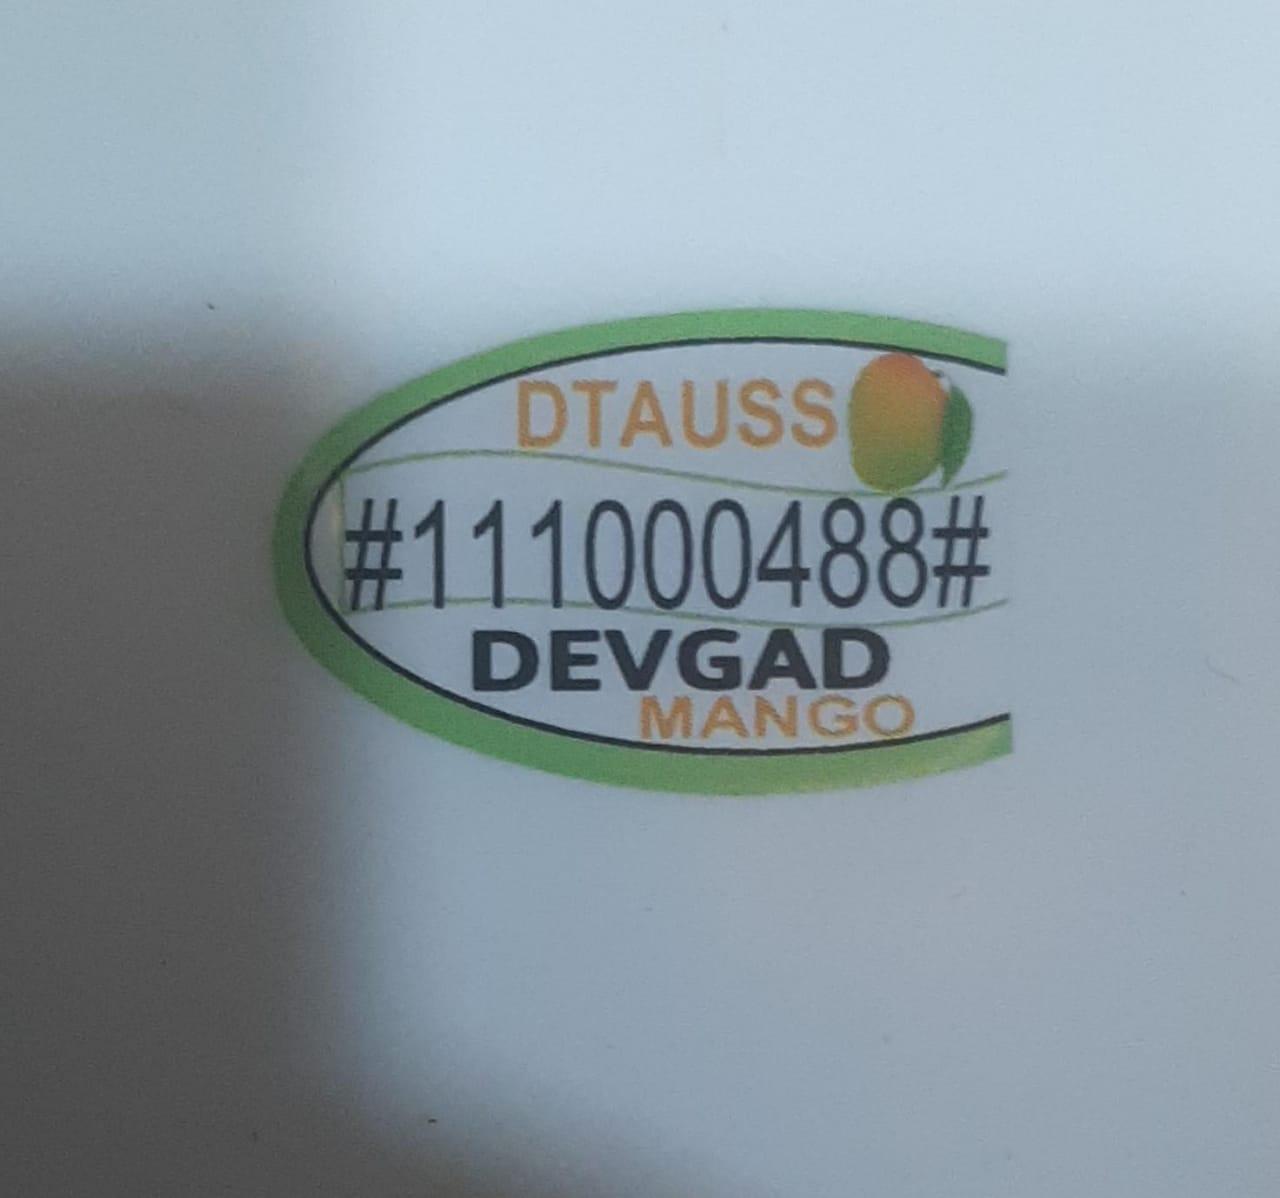 DTAUSS
#111000488#
DEVGAD
MANGO